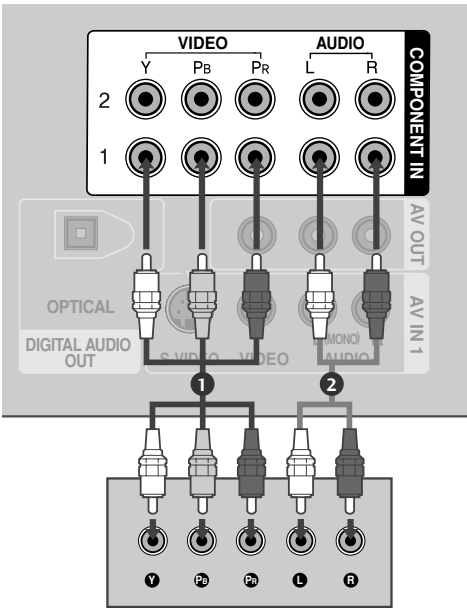 VIDEO AUDIO
Y PB PR L R
COMPONENT IN
2
1
AV OUT
AV IN 1
OPTICAL
DIGITAL AUDIO
OUT
(MONO)
S-VIDEO VIDEO AUDIO
1 2
Y PB PR L R